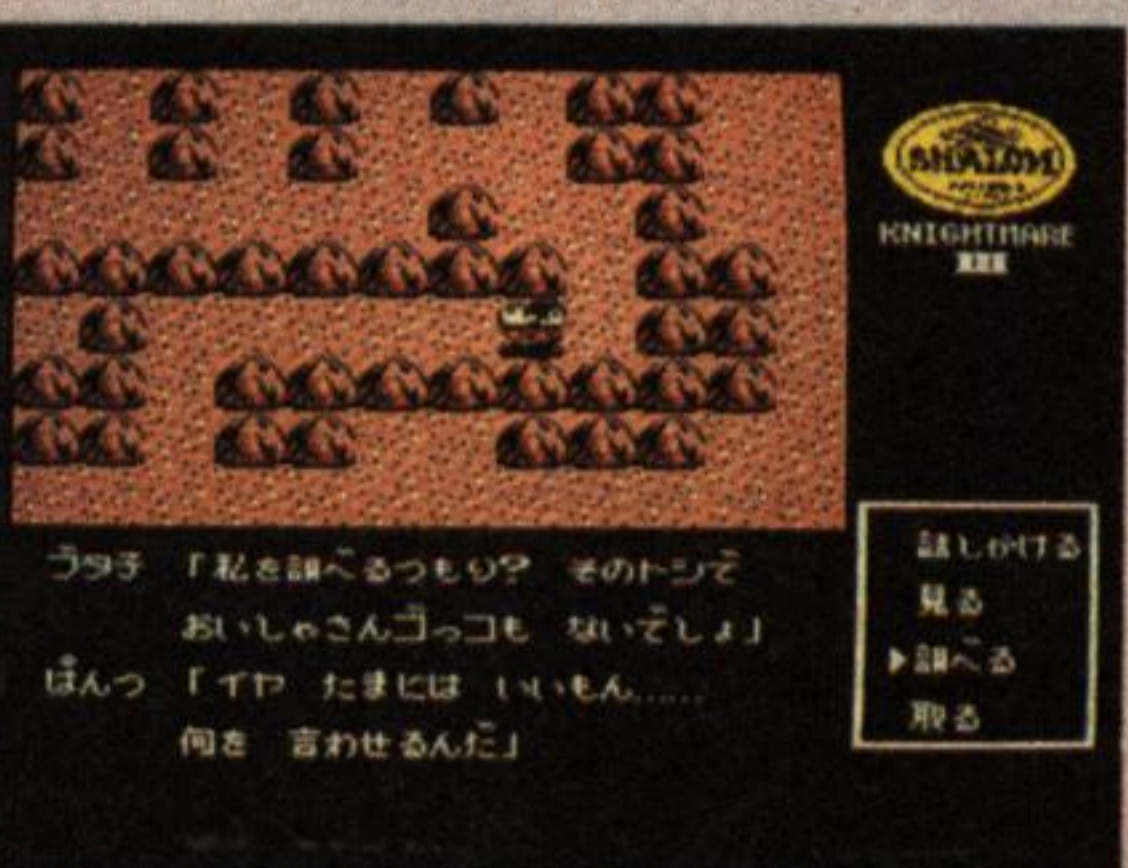 SHALOM
KNIGHTMARE
III
ブタ子 「私を調べるつもり? そのトシで
おいしゃさんゴッコも ないでしょ」
ぱんつ 「イヤ たまには いいもん……
何を 言わせるんだ」
話しかける
見る
▶調べる
取る